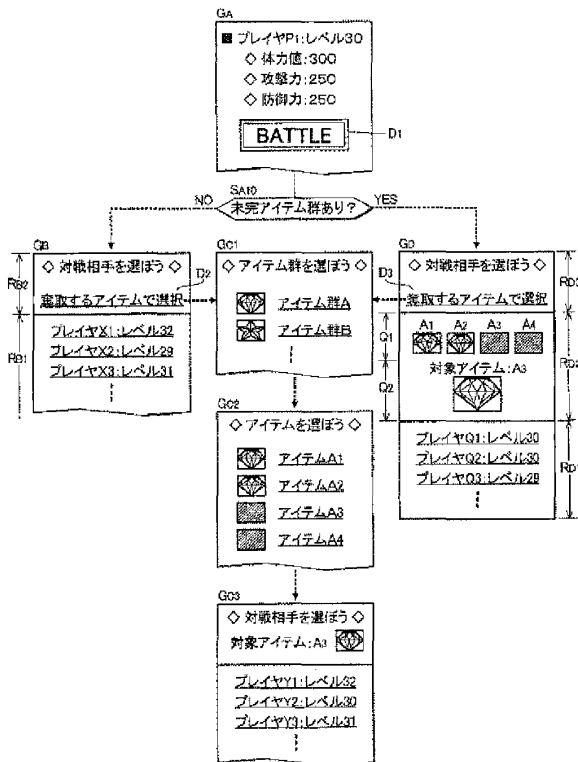 GA
■ プレイヤP1:レベル30
◇ 体力値:300
◇ 攻撃力:250
◇ 防御力:250
BATTLE
D1
SA10
NO
未完アイテム群あり?
YES
GB
◇ 対戦相手を選ぼう ◇
D2
窃取するアイテムで選択
RB2
プレイヤX1:レベル32
プレイヤX2:レベル29
プレイヤX3:レベル31
RB1
GC1
◇ アイテム群を選ぼう ◇
アイテム群A
アイテム群B
GC2
◇ アイテムを選ぼう ◇
アイテムA1
アイテムA2
アイテムA3
アイテムA4
GC3
◇ 対戦相手を選ぼう ◇
対象アイテム:A3
プレイヤY1:レベル32
プレイヤY2:レベル30
プレイヤY3:レベル31
GD
◇ 対戦相手を選ぼう ◇
D3
窃取するアイテムで選択
RD3
A1 A2 A3 A4
Q1
対象アイテム:A3
Q2
RD2
プレイヤQ1:レベル30
プレイヤQ2:レベル30
プレイヤQ3:レベル29
RD1